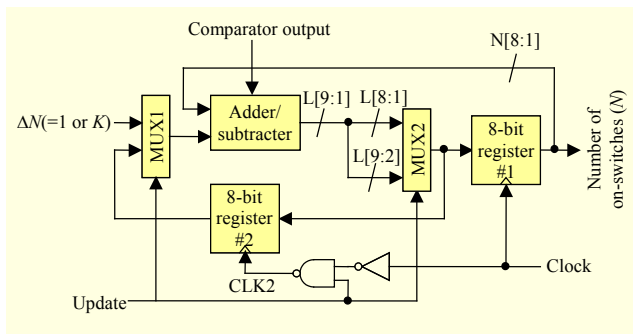 Comparator output
N[8:1]
L[9:1]
L[8:1]
ΔN(=1 or K)
MUX1
Adder/
subtracter
MUX2
8-bit
register
#1
Number of
on-switches (N)
L[9:2]
8-bit
register
#2
CLK2
Clock
Update